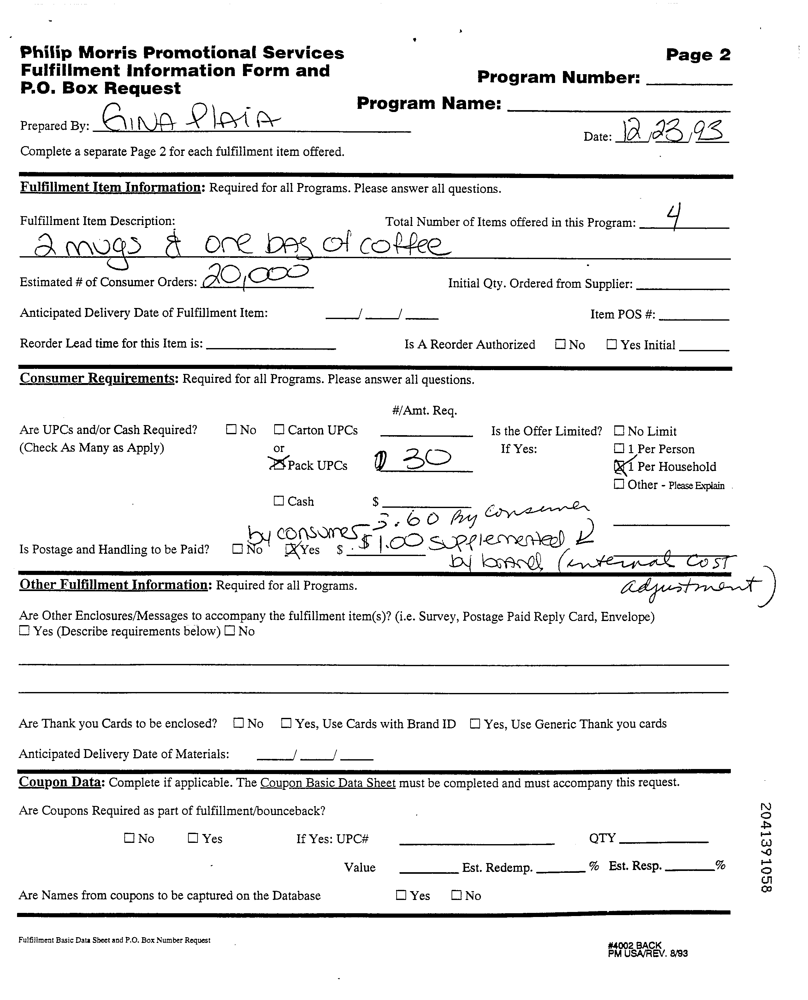 Philip Morris Promotional Services Page 2
Fulfillment Information Form and Program Number: ________
P.O. Box Request
Program Name: ________
Prepared By: GINA PLAIA Date: 12/23/93
Complete a separate Page 2 for each fulfillment item offered.
Fulfillment Item Information: Required for all Programs. Please answer all questions.
Fulfillment Item Description: Total Number of Items offered in this Program: 4
2 mugs & one bag of coffee
Estimated # of Consumer Orders: 20,000 Initial Qty. Ordered from Supplier: ________
Anticipated Delivery Date of Fulfillment Item: ___/___/___ Item POS #: ________
Reorder Lead time for this Item is: ________ Is A Reorder Authorized ☐ No ☐ Yes Initial ________
Consumer Requirements: Required for all Programs. Please answer all questions.
#/Amt. Req.
Are UPCs and/or Cash Required? ☐ No ☐ Carton UPCs ________ Is the Offer Limited? ☐ No Limit
(Check As Many as Apply) or If Yes: ☐ 1 Per Person
☒ Pack UPCs 30 ☒ 1 Per Household
☐ Other - Please Explain
☐ Cash $ ________
3.60 by consumer
by consumer $1.00 supplemented
Is Postage and Handling to be Paid? ☐ No ☒ Yes $ ________
by brand (internal cost
adjustment)
Other Fulfillment Information: Required for all Programs.
Are Other Enclosures/Messages to accompany the fulfillment item(s)? (i.e. Survey, Postage Paid Reply Card, Envelope)
☐ Yes (Describe requirements below) ☐ No
Are Thank you Cards to be enclosed? ☐ No ☐ Yes, Use Cards with Brand ID ☐ Yes, Use Generic Thank you cards
Anticipated Delivery Date of Materials: ___/___/___
Coupon Data: Complete if applicable. The Coupon Basic Data Sheet must be completed and must accompany this request.
Are Coupons Required as part of fulfillment/bounceback?
☐ No ☐ Yes If Yes: UPC# ________ QTY ________
Value ________ Est. Redemp. ________ % Est. Resp. ________ %
Are Names from coupons to be captured on the Database ☐ Yes ☐ No
2041391058
Fulfillment Basic Data Sheet and P.O. Box Number Request
#4002 BACK
PM USA/REV. 8/93